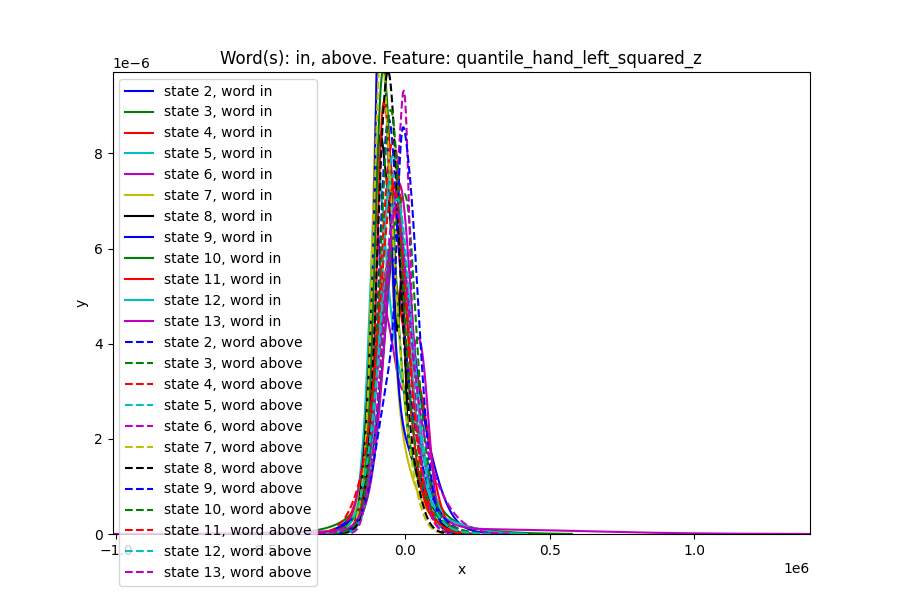 Word(s): in, above. Feature: quantile_hand_left_squared_z
1e−6
state 2, word in
state 3, word in
state 4, word in
state 5, word in
state 6, word in
state 7, word in
state 8, word in
state 9, word in
state 10, word in
state 11, word in
state 12, word in
state 13, word in
state 2, word above
state 3, word above
state 4, word above
state 5, word above
state 6, word above
state 7, word above
state 8, word above
state 9, word above
state 10, word above
state 11, word above
state 12, word above
state 13, word above
8
6
4
2
0
y
0.0 0.5 1.0
x
1e6